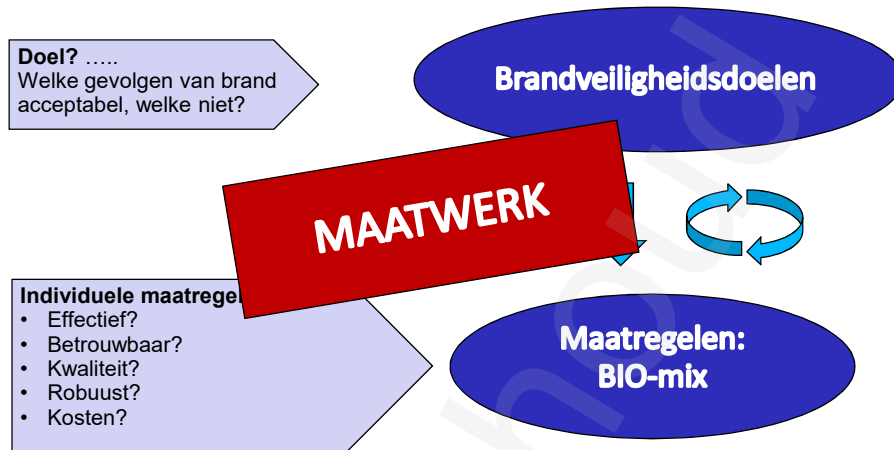 Doel? …..
Welke gevolgen van brand
acceptabel, welke niet?
Brandveiligheidsdoelen
MAATWERK
Individuele maatregel
• Effectief?
• Betrouwbaar?
• Kwaliteit?
• Robuust?
• Kosten?
Maatregelen:
BIO-mix